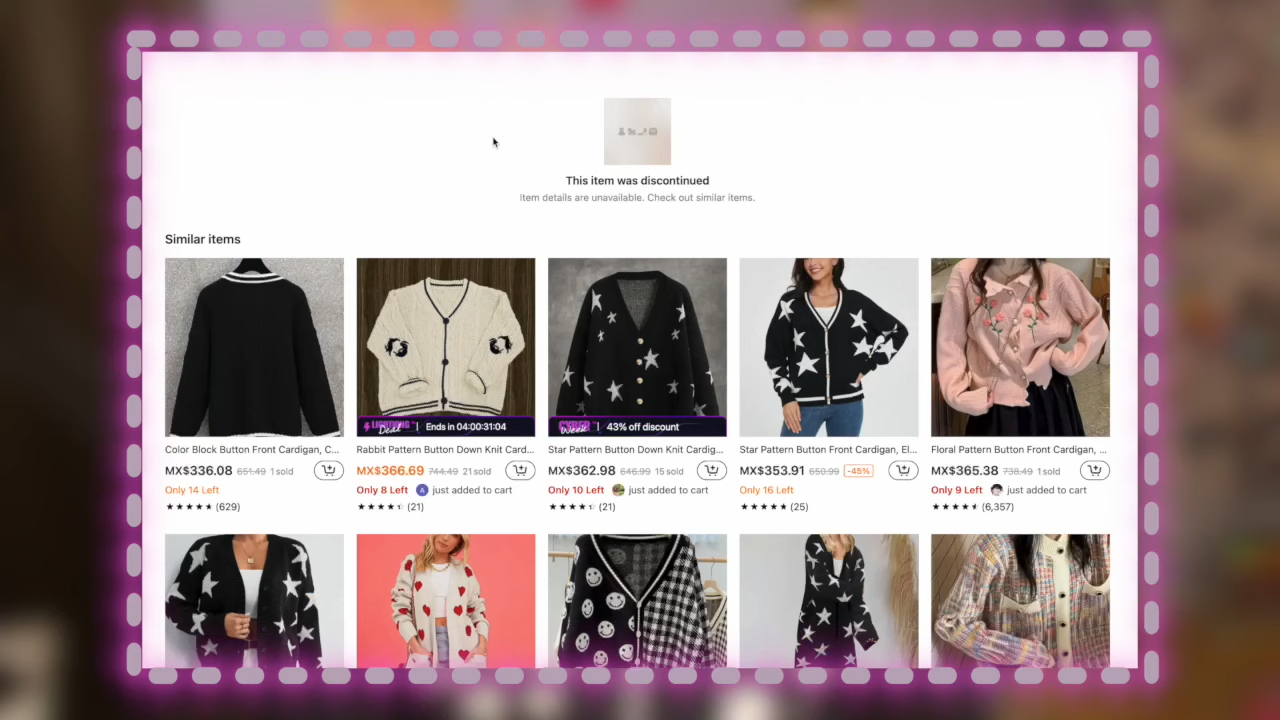 This item was discontinued
Item details are unavailable. Check out similar items.
Similar items
LIGHTNING Deal | Ends in 04:00:31:04
CYBER Week | 43% off discount
Color Block Button Front Cardigan, C...
Rabbit Pattern Button Down Knit Card...
Star Pattern Button Down Knit Cardig...
Star Pattern Button Front Cardigan, El...
Floral Pattern Button Front Cardigan, ...
MX$336.08 651.49 1 sold
MX$366.69 744.49 21 sold
MX$362.98 646.99 15 sold
MX$353.91 650.99 -45%
MX$365.38 738.49 1 sold
Only 14 Left
Only 8 Left A just added to cart
Only 10 Left just added to cart
Only 16 Left
Only 9 Left just added to cart
(629)
(21)
(21)
(25)
(6,357)